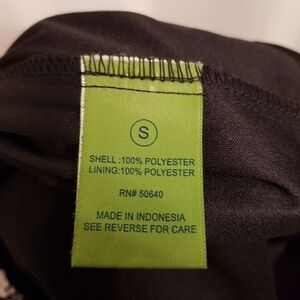 S
SHELL :100% POLYESTER
LINING:100% POLYESTER
RN# 50640
MADE IN INDONESIA
SEE REVERSE FOR CARE